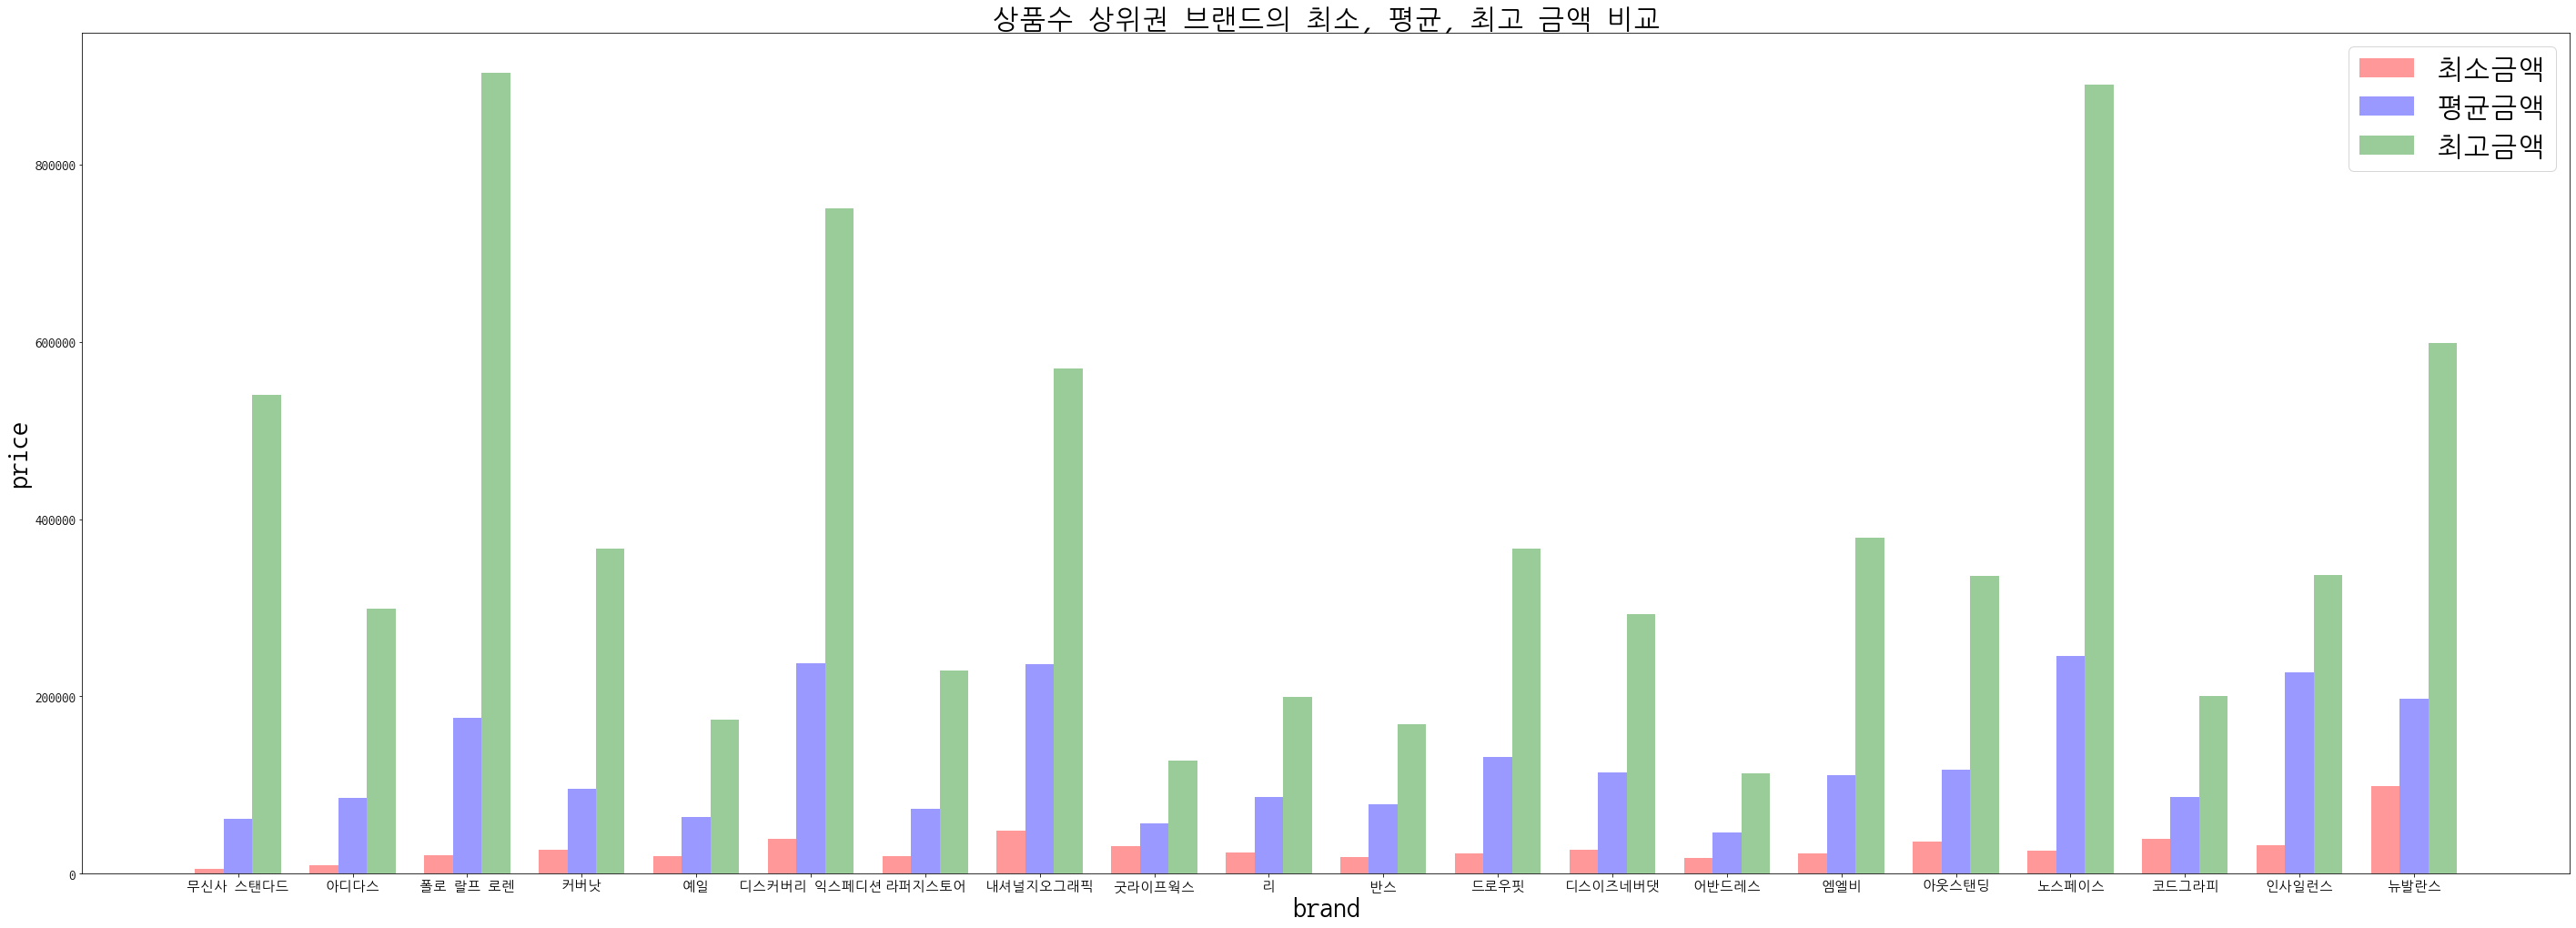 상품수 상위권 브랜드의 최소, 평균, 최고 금액 비교
최소금액
평균금액
최고금액
price
800000
600000
400000
200000
0
무신사 스탠다드 아디다스 폴로 랄프 로렌 커버낫 예일 디스커버리 익스페디션 라퍼지스토어 내셔널지오그래픽 굿라이프웍스 리 반스 드로우핏 디스이즈네버댓 어반드레스 엠엘비 아웃스탠딩 노스페이스 코드그라피 인사일런스 뉴발란스
brand